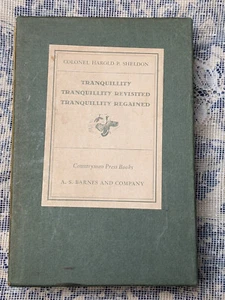 COLONEL HAROLD P. SHELDON
TRANQUILLITY
TRANQUILLITY REVISITED
TRANQUILLITY REGAINED
Countryman Press Books
A. S. BARNES AND COMPANY